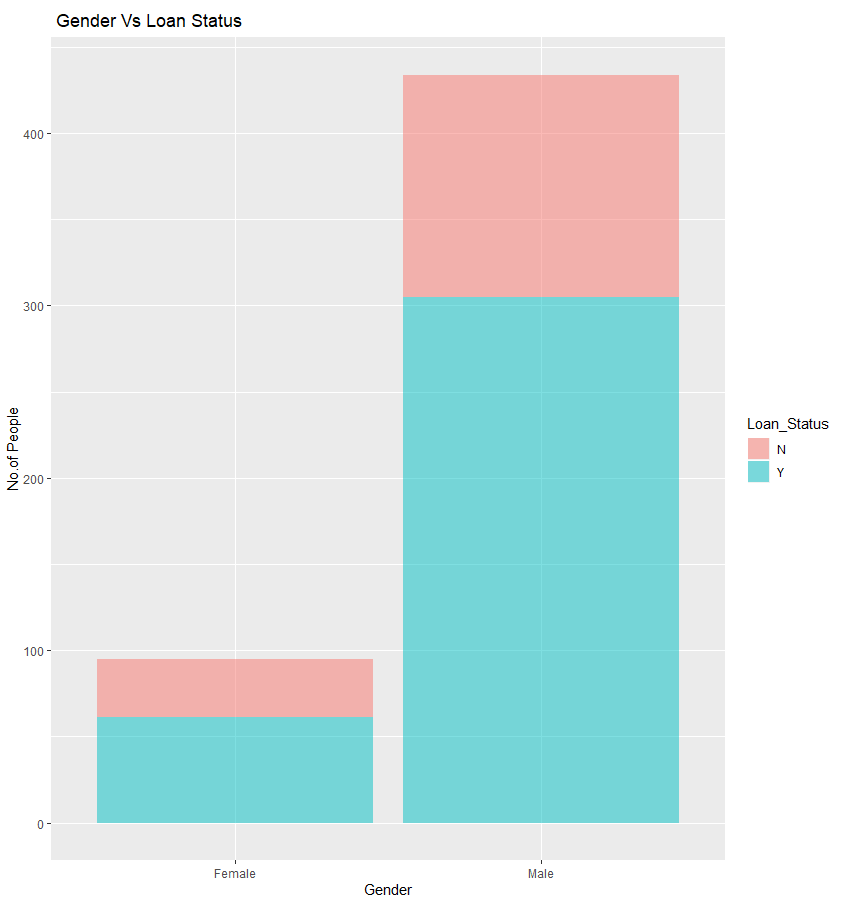 Gender Vs Loan Status
400
300
200
100
0
No.of People
Female
Male
Gender
Loan_Status
N
Y